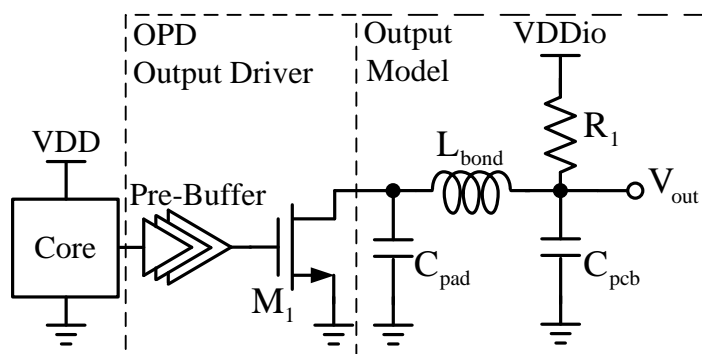 OPD
Output Driver
Output
Model
VDDio
R1
Lbond
Vout
VDD
Pre-Buffer
Core
M1
Cpad
Cpcb